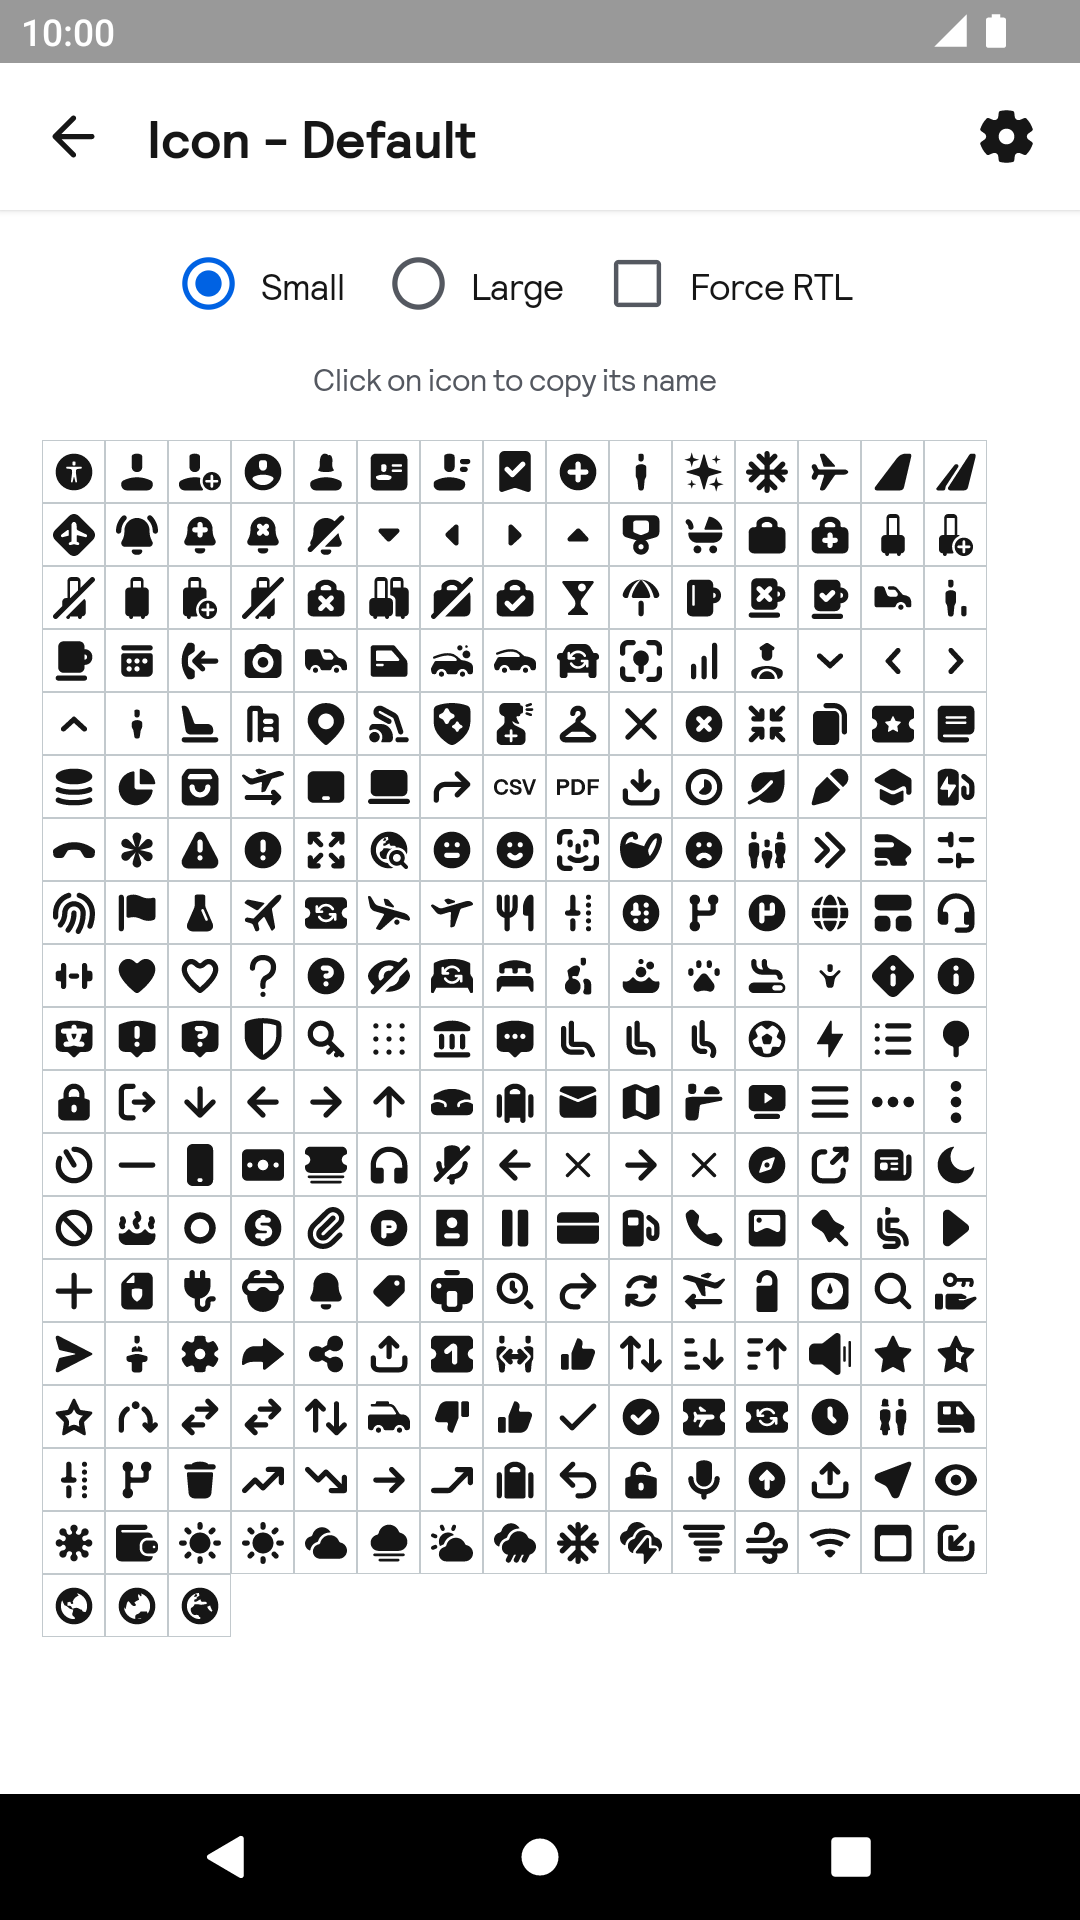 10:00
Icon - Default
Small
Large
Force RTL
Click on icon to copy its name
CSV
PDF